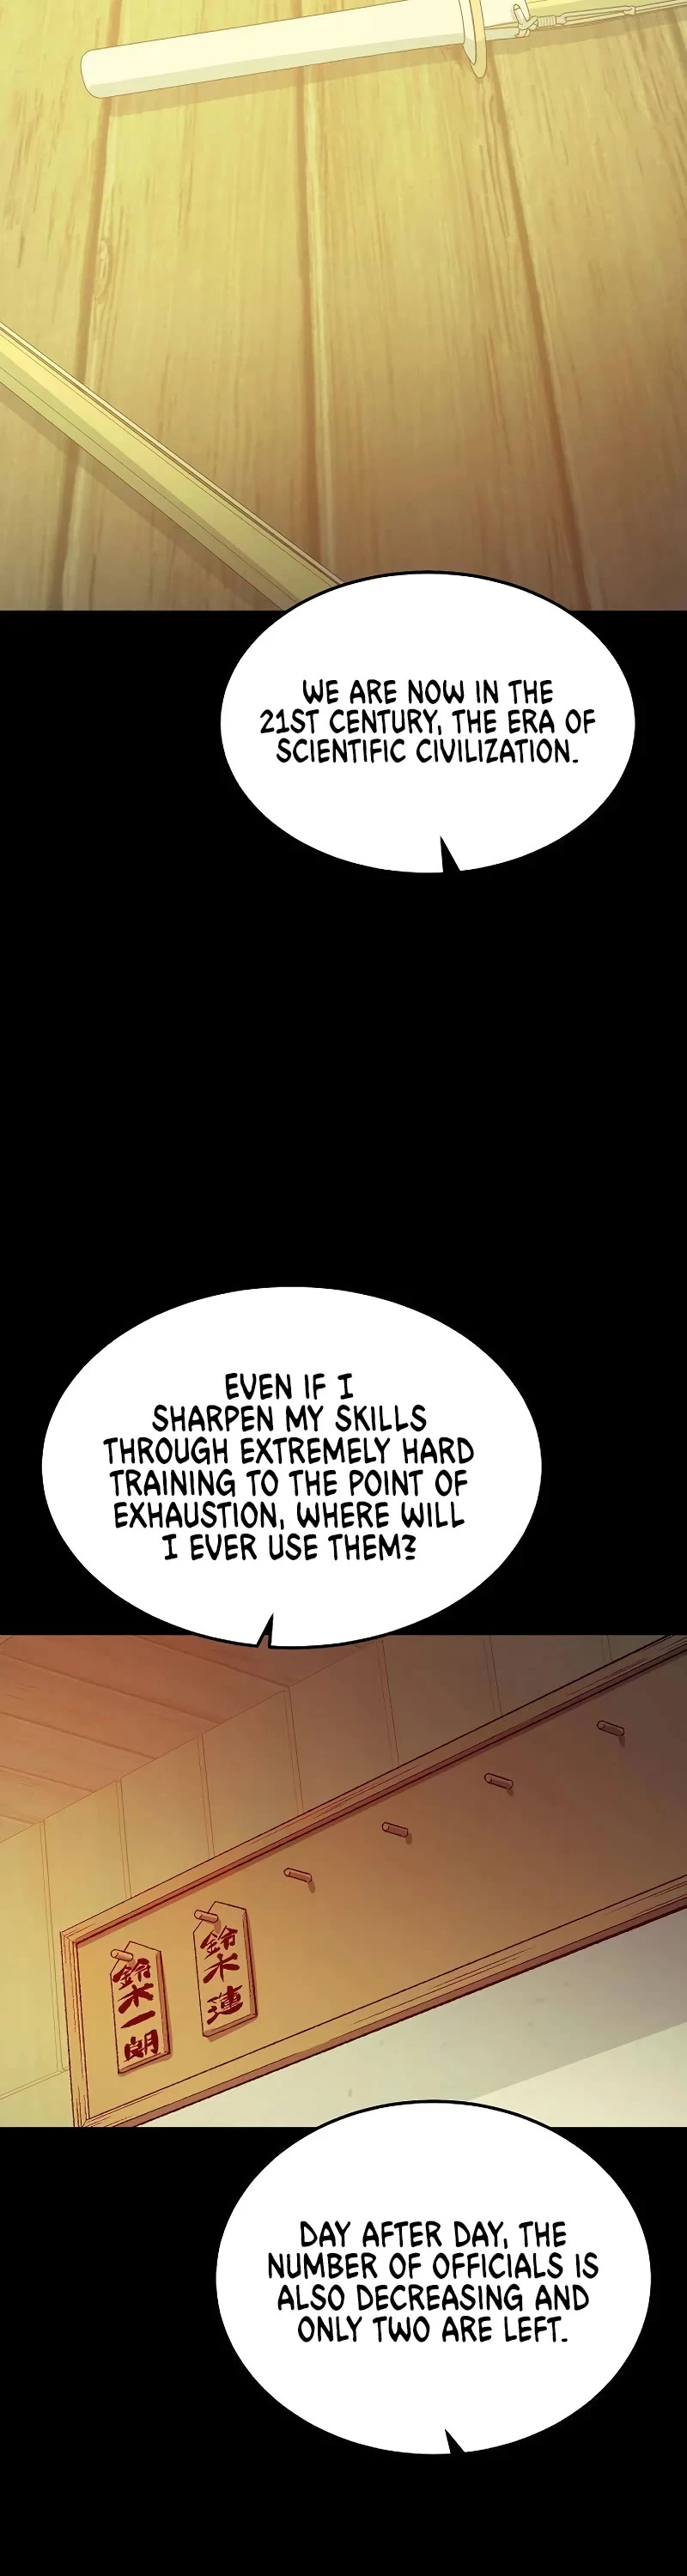 WE ARE NOW IN THE
21ST CENTURY, THE ERA OF
SCIENTIFIC CIVILIZATION.
EVEN IF I
SHARPEN MY SKILLS
THROUGH EXTREMELY HARD
TRAINING TO THE POINT OF
EXHAUSTION, WHERE WILL
I EVER USE THEM?
鈴木一朗
鈴木蓮
DAY AFTER DAY, THE
NUMBER OF OFFICIALS IS
ALSO DECREASING AND
ONLY TWO ARE LEFT.